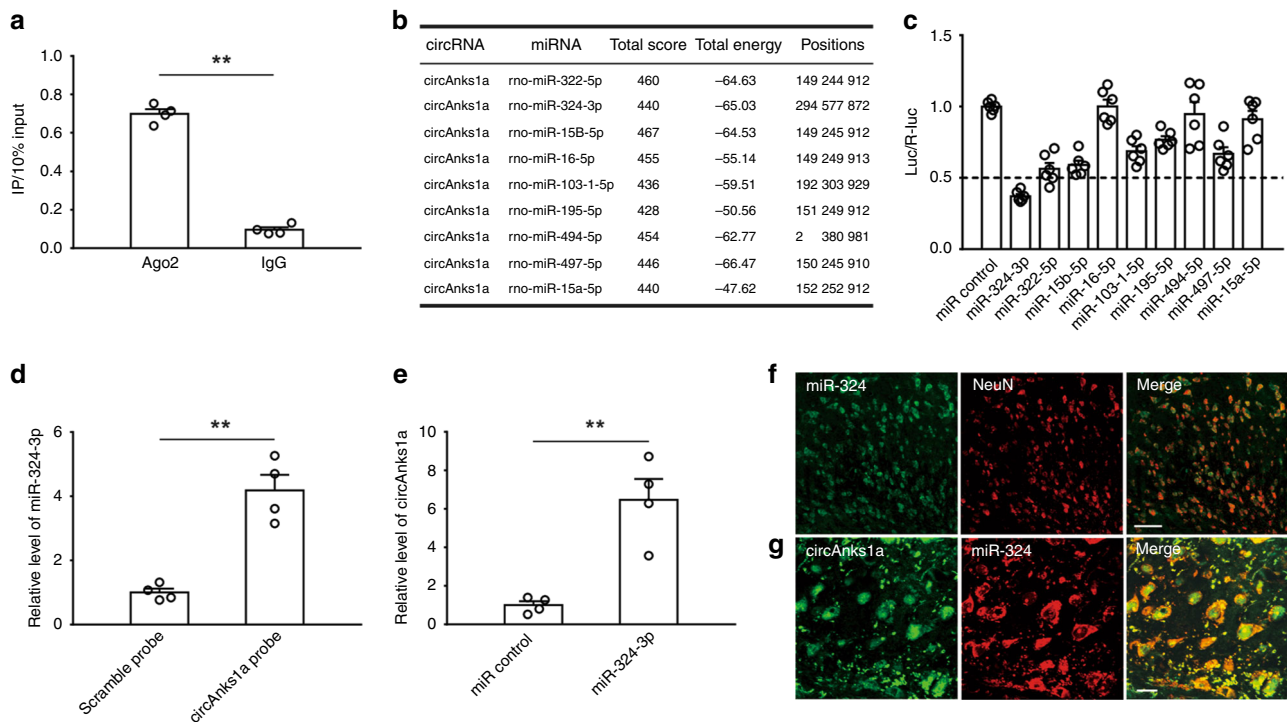 a
**
1.0
0.8
0.6
0.4
0.2
0.0
IP/10% input
Ago2 IgG
b
circRNA miRNA Total score Total energy Positions
circAnks1a rno-miR-322-5p 460 –64.63 149 244 912
circAnks1a rno-miR-324-3p 440 –65.03 294 577 872
circAnks1a rno-miR-15B-5p 467 –64.53 149 245 912
circAnks1a rno-miR-16-5p 455 –55.14 149 249 913
circAnks1a rno-miR-103-1-5p 436 –59.51 192 303 929
circAnks1a rno-miR-195-5p 428 –50.56 151 249 912
circAnks1a rno-miR-494-5p 454 –62.77 2 380 981
circAnks1a rno-miR-497-5p 446 –66.47 150 245 910
circAnks1a rno-miR-15a-5p 440 –47.62 152 252 912
c
1.5
1.0
0.5
0.0
Luc/R-luc
miR control
miR-324-3p
miR-322-5p
miR-15b-5p
miR-16-5p
miR-103-1-5p
miR-195-5p
miR-494-5p
miR-497-5p
miR-15a-5p
d
**
6
4
2
0
Relative level of miR-324-3p
Scramble probe
circAnks1a probe
e
**
10
8
6
4
2
0
Relative level of circAnks1a
miR control
miR-324-3p
f
miR-324 NeuN Merge
g
circAnks1a miR-324 Merge